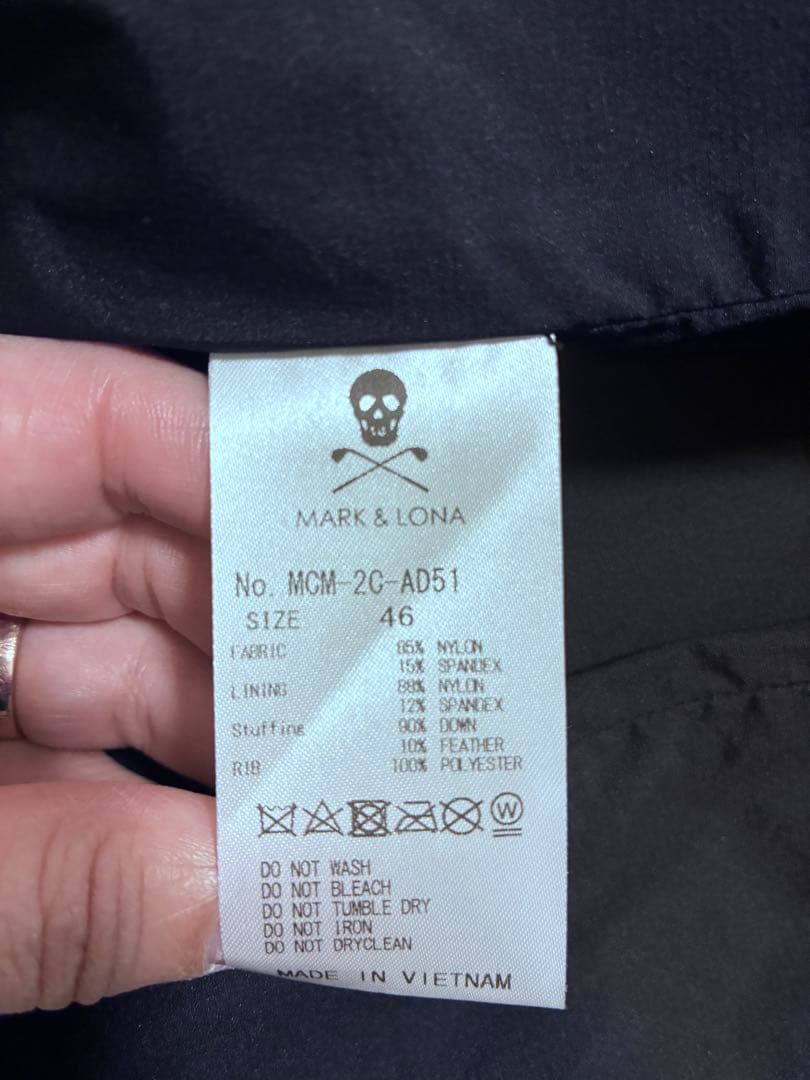 MARK & LONA
No. MCM-2C-AD51
SIZE 46
FABRIC 85% NYLON
15% SPANDEX
LINING 88% NYLON
12% SPANDEX
Stuffing 90% DOWN
10% FEATHER
RIB 100% POLYESTER
W
DO NOT WASH
DO NOT BLEACH
DO NOT TUMBLE DRY
DO NOT IRON
DO NOT DRYCLEAN
MADE IN VIETNAM